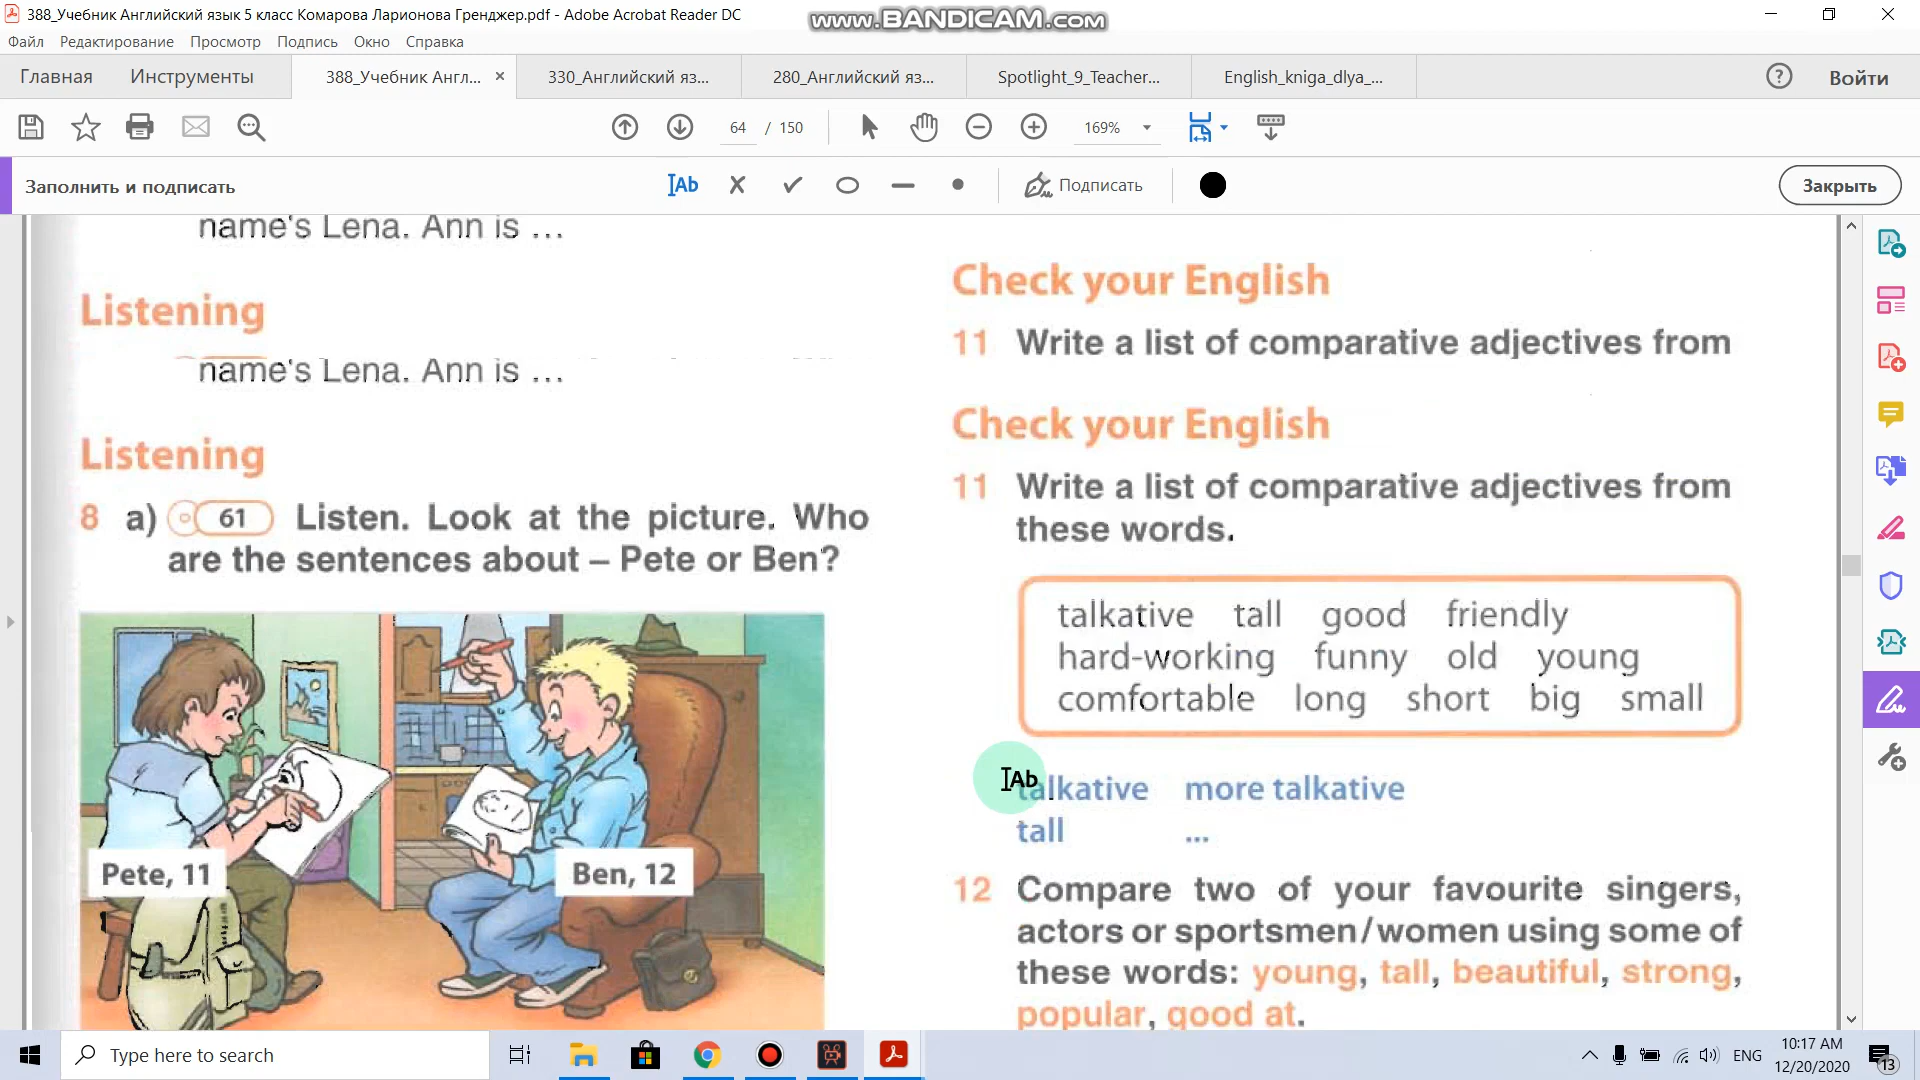 388_Учебник Английский язык 5 класс Комарова Ларионова Гренджер.pdf - Adobe Acrobat Reader DC
www.BANDICAM.com
Файл Редактирование Просмотр Подпись Окно Справка
Главная Инструменты 388_Учебник Англ... × 330_Английский яз... 280_Английский яз... Spotlight_9_Teacher... English_kniga_dlya_... Войти
64 / 150 169%
Заполнить и подписать Ab Подписать Закрыть
name's Lena. Ann is ...
Listening
name's Lena. Ann is ...
Listening
8 a) 61 Listen. Look at the picture. Who
are the sentences about – Pete or Ben?
Pete, 11
Ben, 12
Check your English
11 Write a list of comparative adjectives from
Check your English
11 Write a list of comparative adjectives from
these words.
talkative tall good friendly
hard-working funny old young
comfortable long short big small
Ab
talkative more talkative
tall ...
12 Compare two of your favourite singers,
actors or sportsmen/women using some of
these words: young, tall, beautiful, strong,
popular, good at.
Type here to search
ENG
10:17 AM
12/20/2020
13